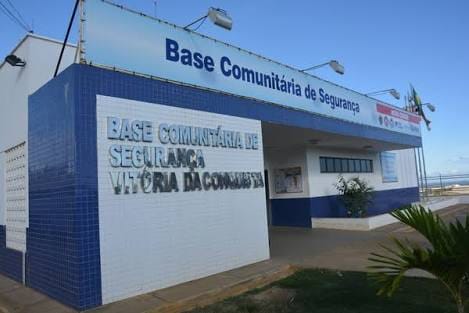 Base Comunitária de Segurança
BASE COMUNITÁRIA DE
SEGURANÇA
VITÓRIA DA CONQUISTA